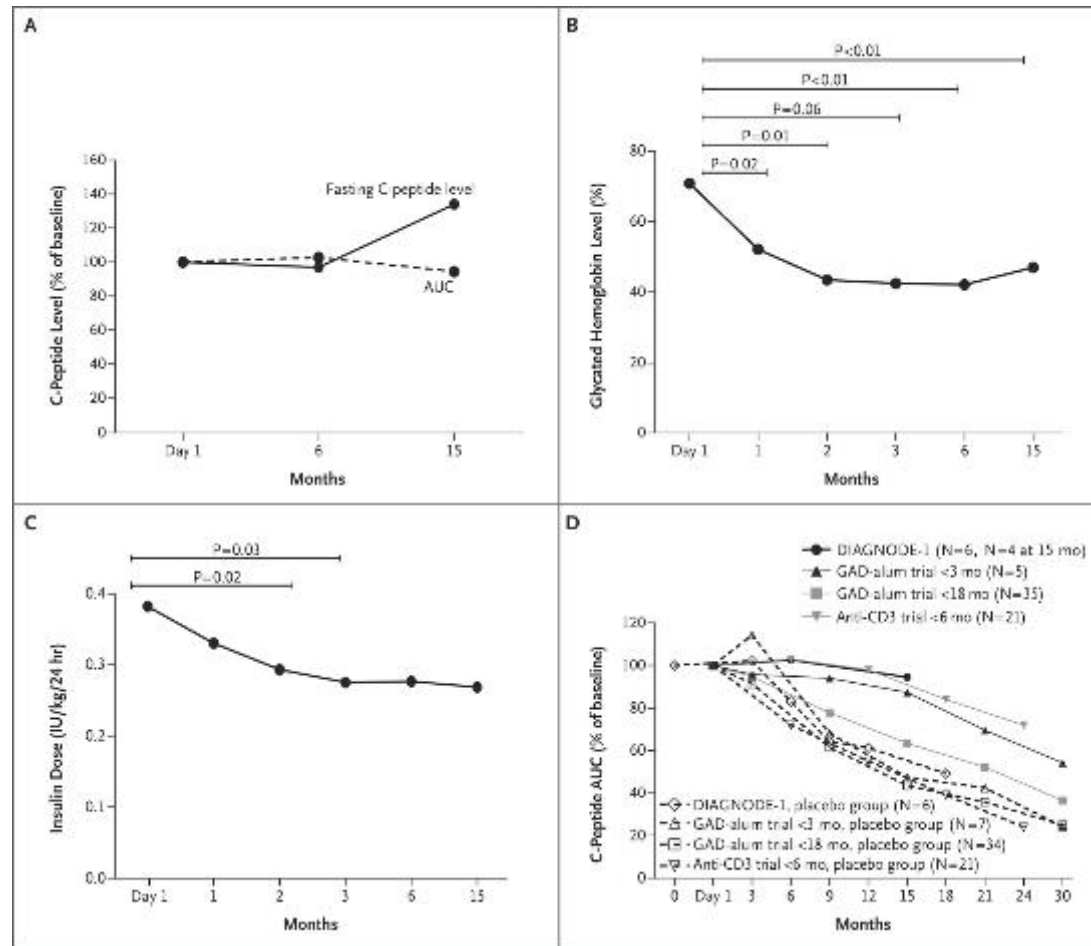 A
160
140
120
100
80
60
40
20
0
C-Peptide Level (% of baseline)
Fasting C peptide level
AUC
Day 1 6 15
Months
B
P<0.01
P<0.01
P=0.06
P=0.01
P=0.02
80
60
40
20
0
Glycated Hemoglobin Level (%)
Day 1 1 2 3 6 15
Months
C
P=0.03
P=0.02
0.4
0.3
0.2
0.1
0.0
Insulin Dose (IU/kg/24 hr)
Day 1 1 2 3 6 15
Months
D
DIAGNODE-1 (N=6, N=4 at 15 mo)
GAD-alum trial <3 mo (N=5)
GAD-alum trial <18 mo (N=35)
Anti-CD3 trial <6 mo (N=21)
120
100
80
60
40
20
0
C-Peptide AUC (% of baseline)
DIAGNODE-1, placebo group (N=6)
GAD-alum trial <3 mo, placebo group (N=7)
GAD-alum trial <18 mo, placebo group (N=34)
Anti-CD3 trial <6 mo, placebo group (N=21)
0 Day 1 3 6 9 12 15 18 21 24 30
Months